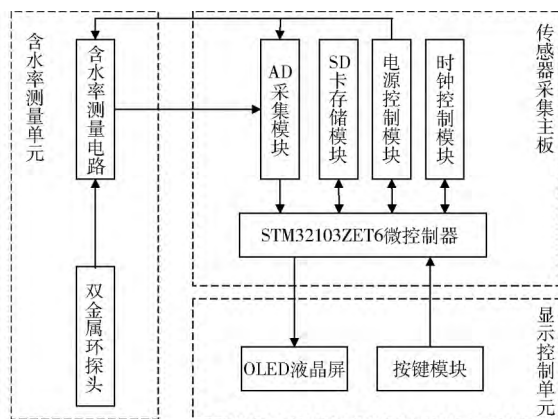 含水率测量单元
含水率测量电路
双金属环探头
AD采集模块
SD卡存储模块
电源控制模块
时钟控制模块
传感器采集主板
STM32103ZET6微控制器
OLED液晶屏
按键模块
显示控制单元